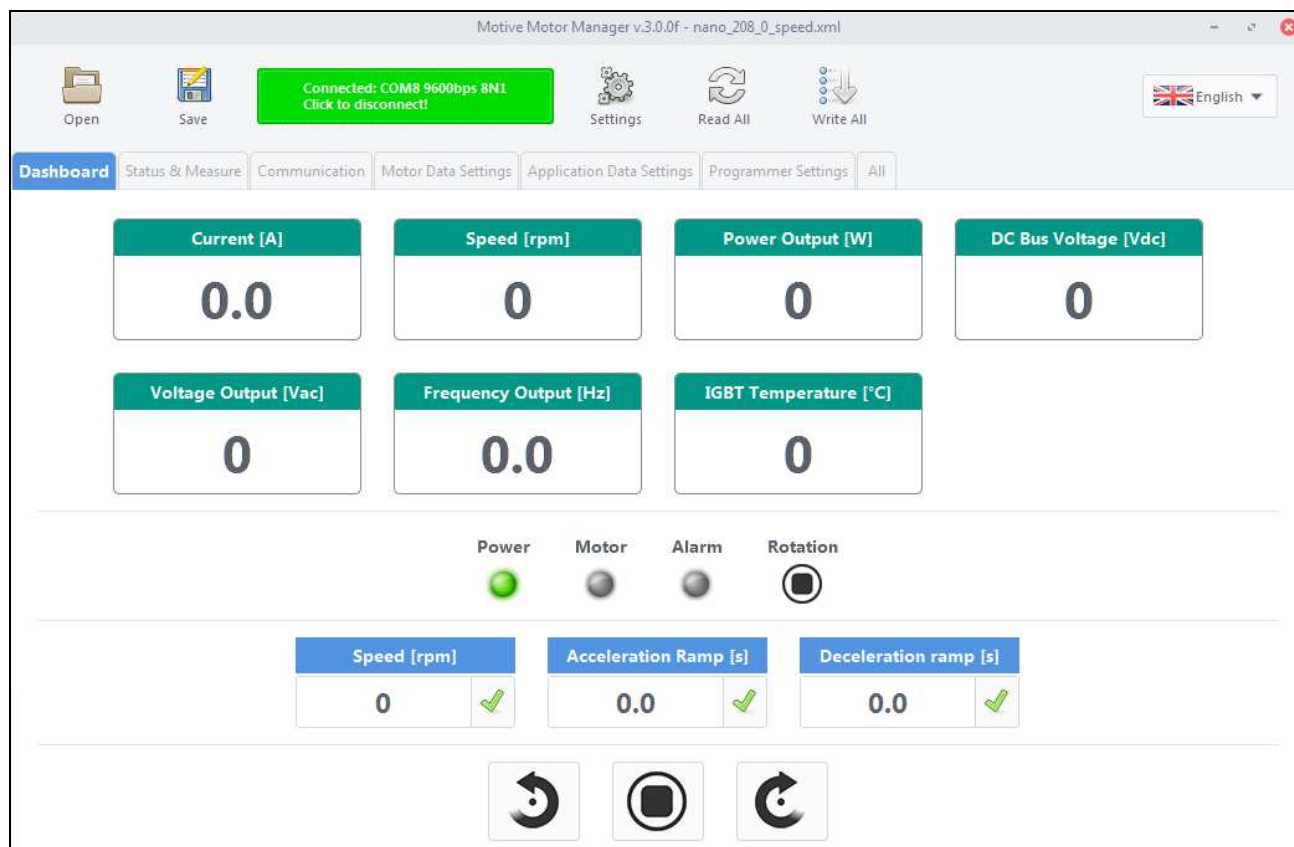 Motive Motor Manager v.3.0.0f - nano_208_0_speed.xml
Open
Save
Connected: COM8 9600bps 8N1
Click to disconnect!
Settings
Read All
Write All
English
Dashboard
Status & Measure
Communication
Motor Data Settings
Application Data Settings
Programmer Settings
All
Current [A]
Speed [rpm]
Power Output [W]
DC Bus Voltage [Vdc]
0.0
0
0
0
Voltage Output [Vac]
Frequency Output [Hz]
IGBT Temperature [°C]
0
0.0
0
Power
Motor
Alarm
Rotation
Speed [rpm]
Acceleration Ramp [s]
Deceleration ramp [s]
0
0.0
0.0